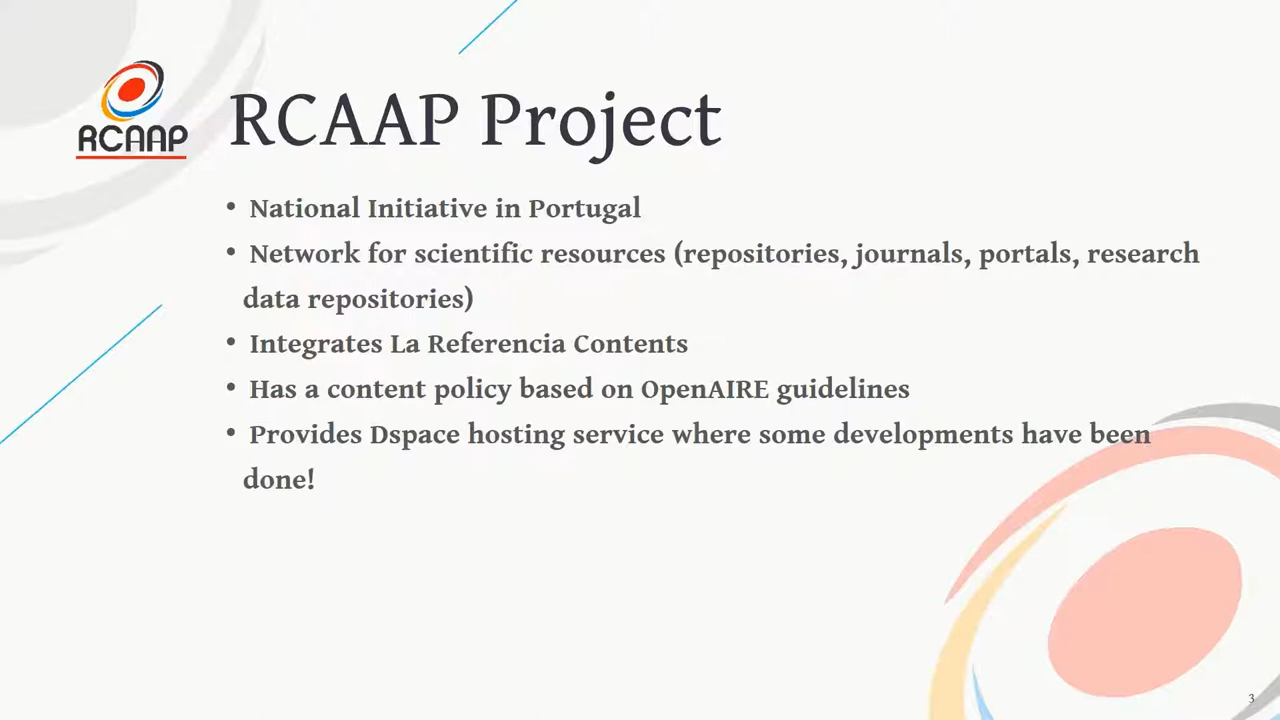 RCAAP
RCAAP Project
• National Initiative in Portugal
• Network for scientific resources (repositories, journals, portals, research
data repositories)
• Integrates La Referencia Contents
• Has a content policy based on OpenAIRE guidelines
• Provides Dspace hosting service where some developments have been
done!
3